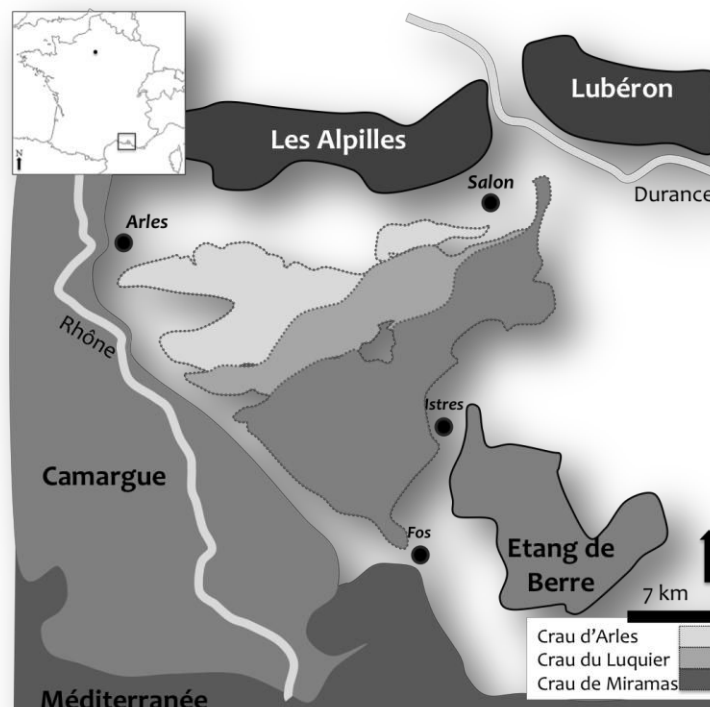 N
Lubéron
Les Alpilles
Salon
Durance
Arles
Rhône
Istres
Camargue
Fos
Etang de
Berre
7 km
Crau d'Arles
Crau du Luquier
Crau de Miramas
Méditerranée